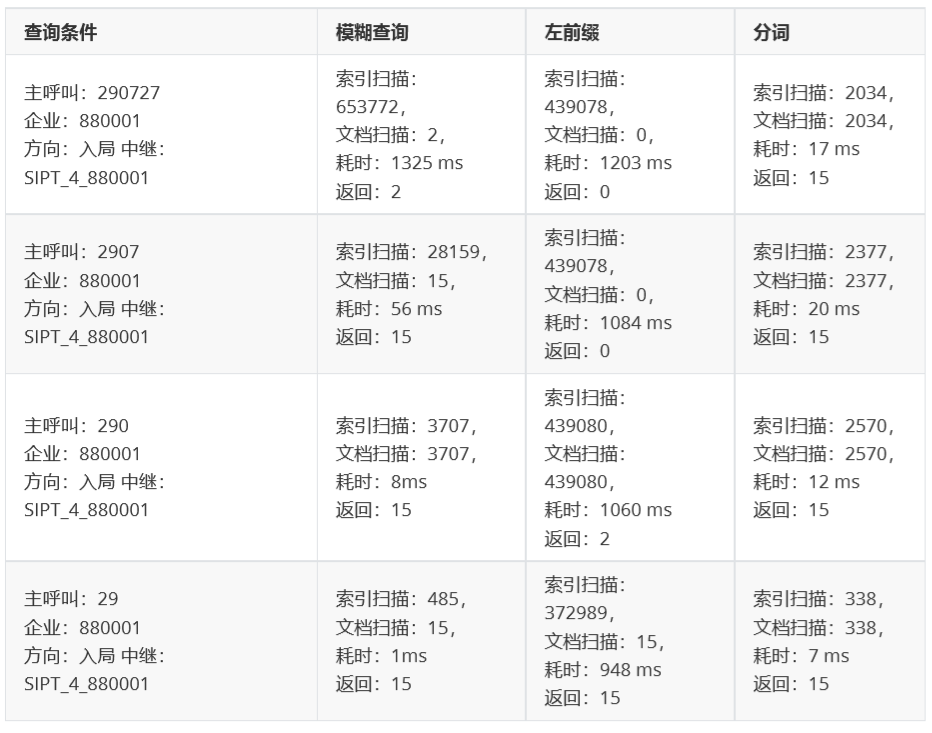 查询条件
模糊查询
左前缀
分词
主呼叫：290727
企业：880001
方向：入局 中继：
SIPT_4_880001
索引扫描：
653772，
文档扫描：2，
耗时：1325 ms
返回：2
索引扫描：
439078，
文档扫描：0，
耗时：1203 ms
返回：0
索引扫描：2034，
文档扫描：2034，
耗时：17 ms
返回：15
主呼叫：2907
企业：880001
方向：入局 中继：
SIPT_4_880001
索引扫描：28159，
文档扫描：15，
耗时：56 ms
返回：15
索引扫描：
439078，
文档扫描：0，
耗时：1084 ms
返回：0
索引扫描：2377，
文档扫描：2377，
耗时：20 ms
返回：15
主呼叫：290
企业：880001
方向：入局 中继：
SIPT_4_880001
索引扫描：3707，
文档扫描：3707，
耗时：8ms
返回：15
索引扫描：
439080，
文档扫描：
439080，
耗时：1060 ms
返回：2
索引扫描：2570，
文档扫描：2570，
耗时：12 ms
返回：15
主呼叫：29
企业：880001
方向：入局 中继：
SIPT_4_880001
索引扫描：485，
文档扫描：15，
耗时：1ms
返回：15
索引扫描：
372989，
文档扫描：15，
耗时：948 ms
返回：15
索引扫描：338，
文档扫描：338，
耗时：7 ms
返回：15